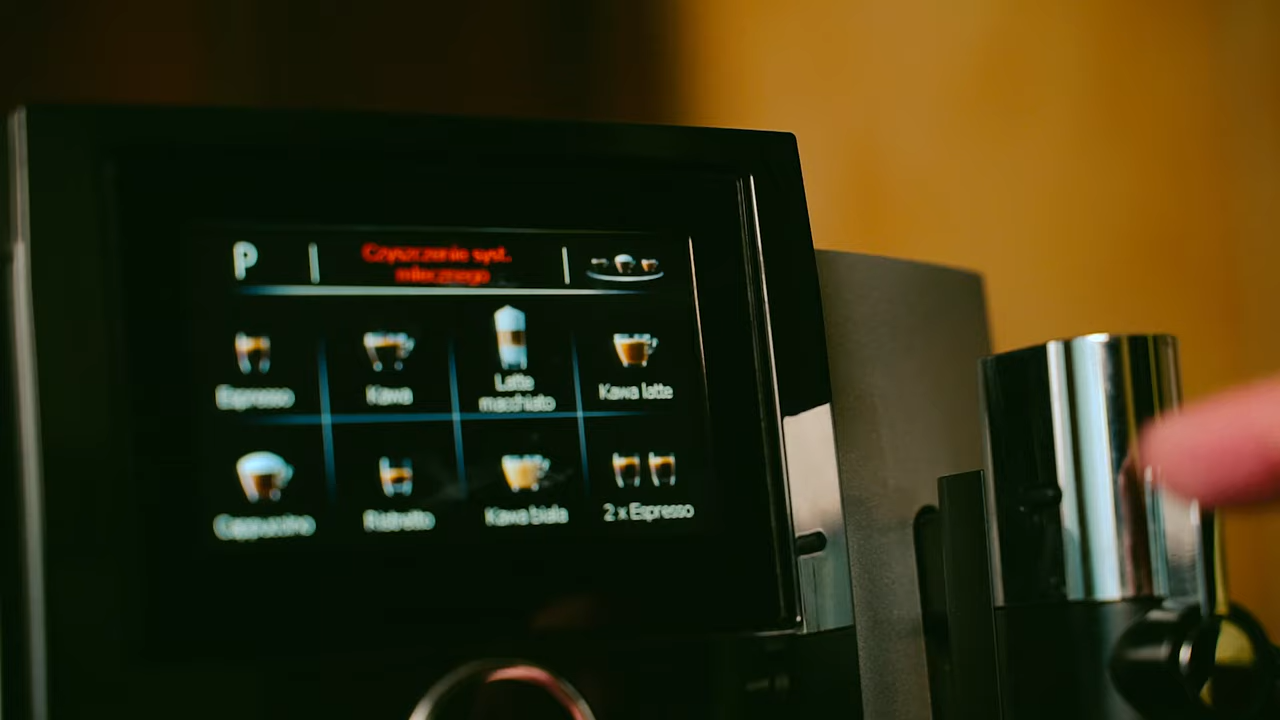 P
Czyszczenie syst.
mlecznego
Espresso
Kawa
Latte
macchiato
Kawa latte
Cappuccino
Ristretto
Kawa biała
2 x Espresso